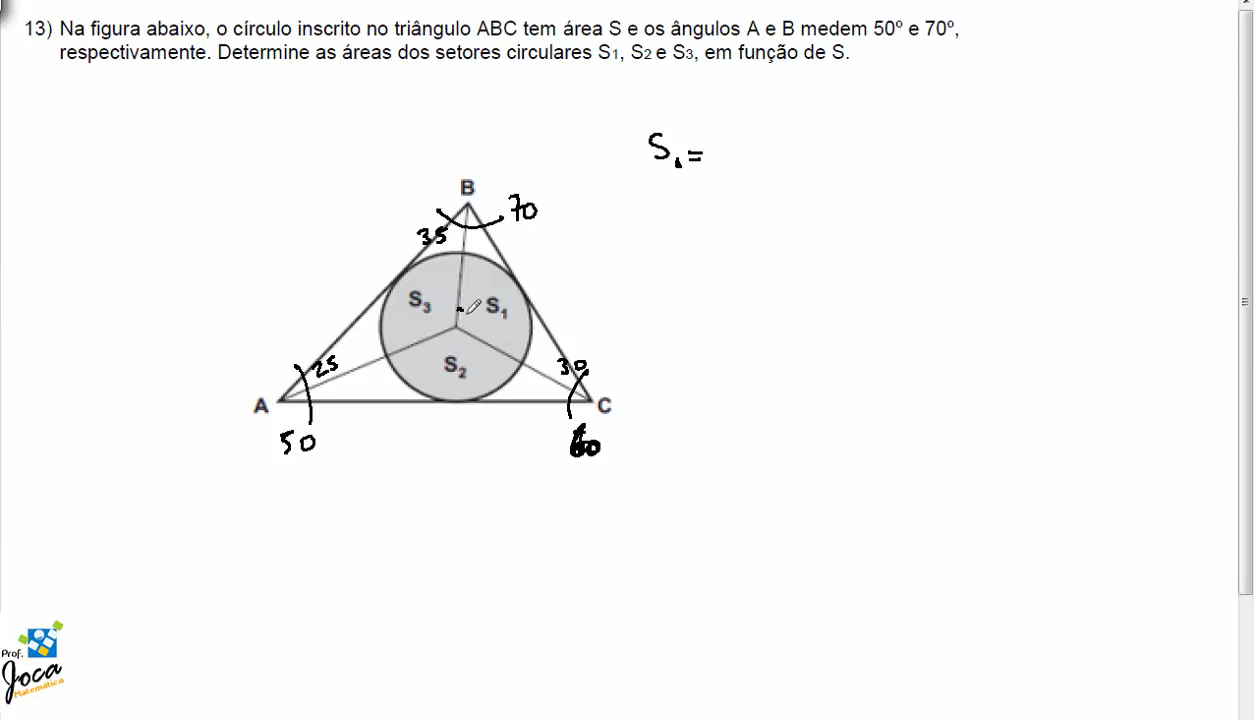 13) Na figura abaixo, o círculo inscrito no triângulo ABC tem área S e os ângulos A e B medem 50º e 70º,
respectivamente. Determine as áreas dos setores circulares S1, S2 e S3, em função de S.
S1 =
B
70
35
S3
S1
25
S2
30
A
C
50
60
Prof.
Joca
Matemática